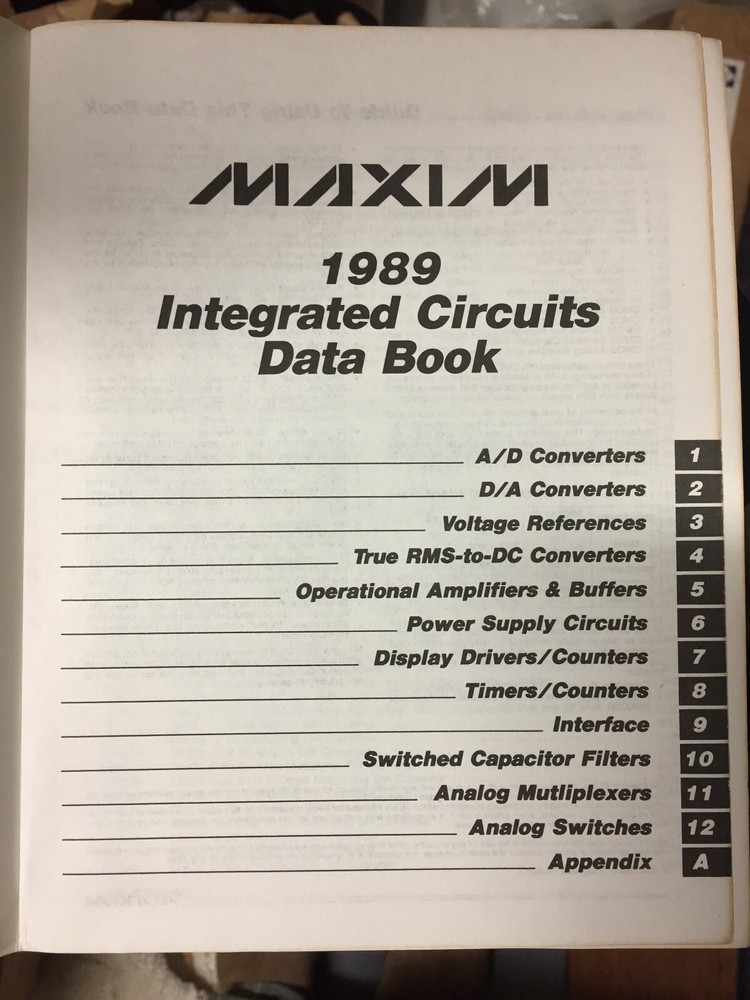 MAXIM
1989
Integrated Circuits
Data Book
A/D Converters 1
D/A Converters 2
Voltage References 3
True RMS-to-DC Converters 4
Operational Amplifiers & Buffers 5
Power Supply Circuits 6
Display Drivers/Counters 7
Timers/Counters 8
Interface 9
Switched Capacitor Filters 10
Analog Mutliplexers 11
Analog Switches 12
Appendix A